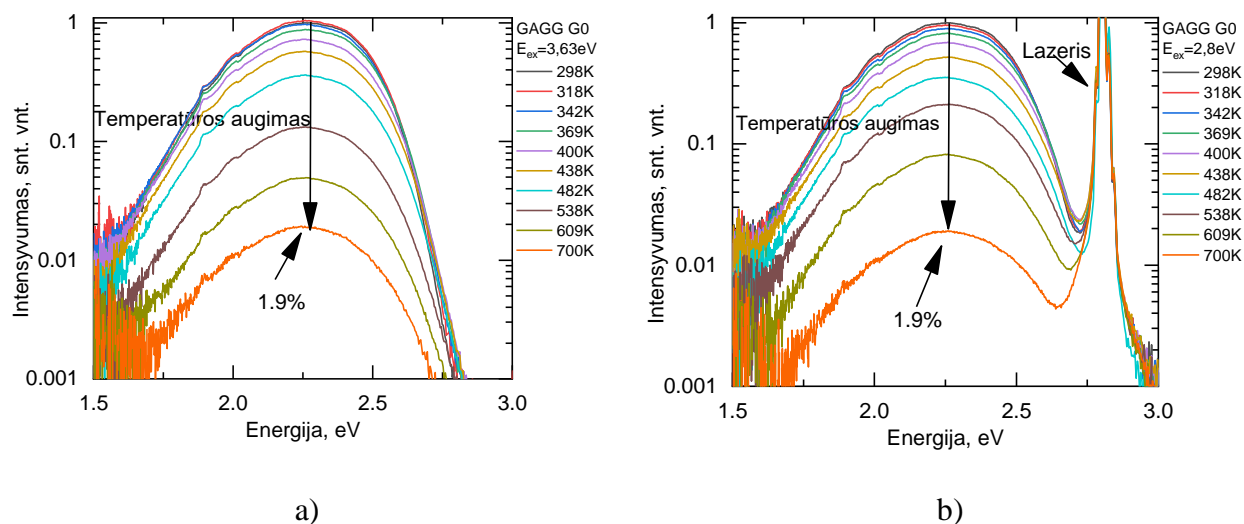 1
0.1
0.01
0.001
Intensyvumas, snt. vnt.
Temperatūros augimas
1.9%
1.5
2.0
2.5
3.0
Energija, eV
GAGG G0
Eex=3,63eV
298K
318K
342K
369K
400K
438K
482K
538K
609K
700K
a)
1
0.1
0.01
0.001
Intensyvumas, snt. vnt.
Lazeris
Temperatūros augimas
1.9%
1.5
2.0
2.5
3.0
Energija, eV
GAGG G0
Eex=2,8eV
298K
318K
342K
369K
400K
438K
482K
538K
609K
700K
b)